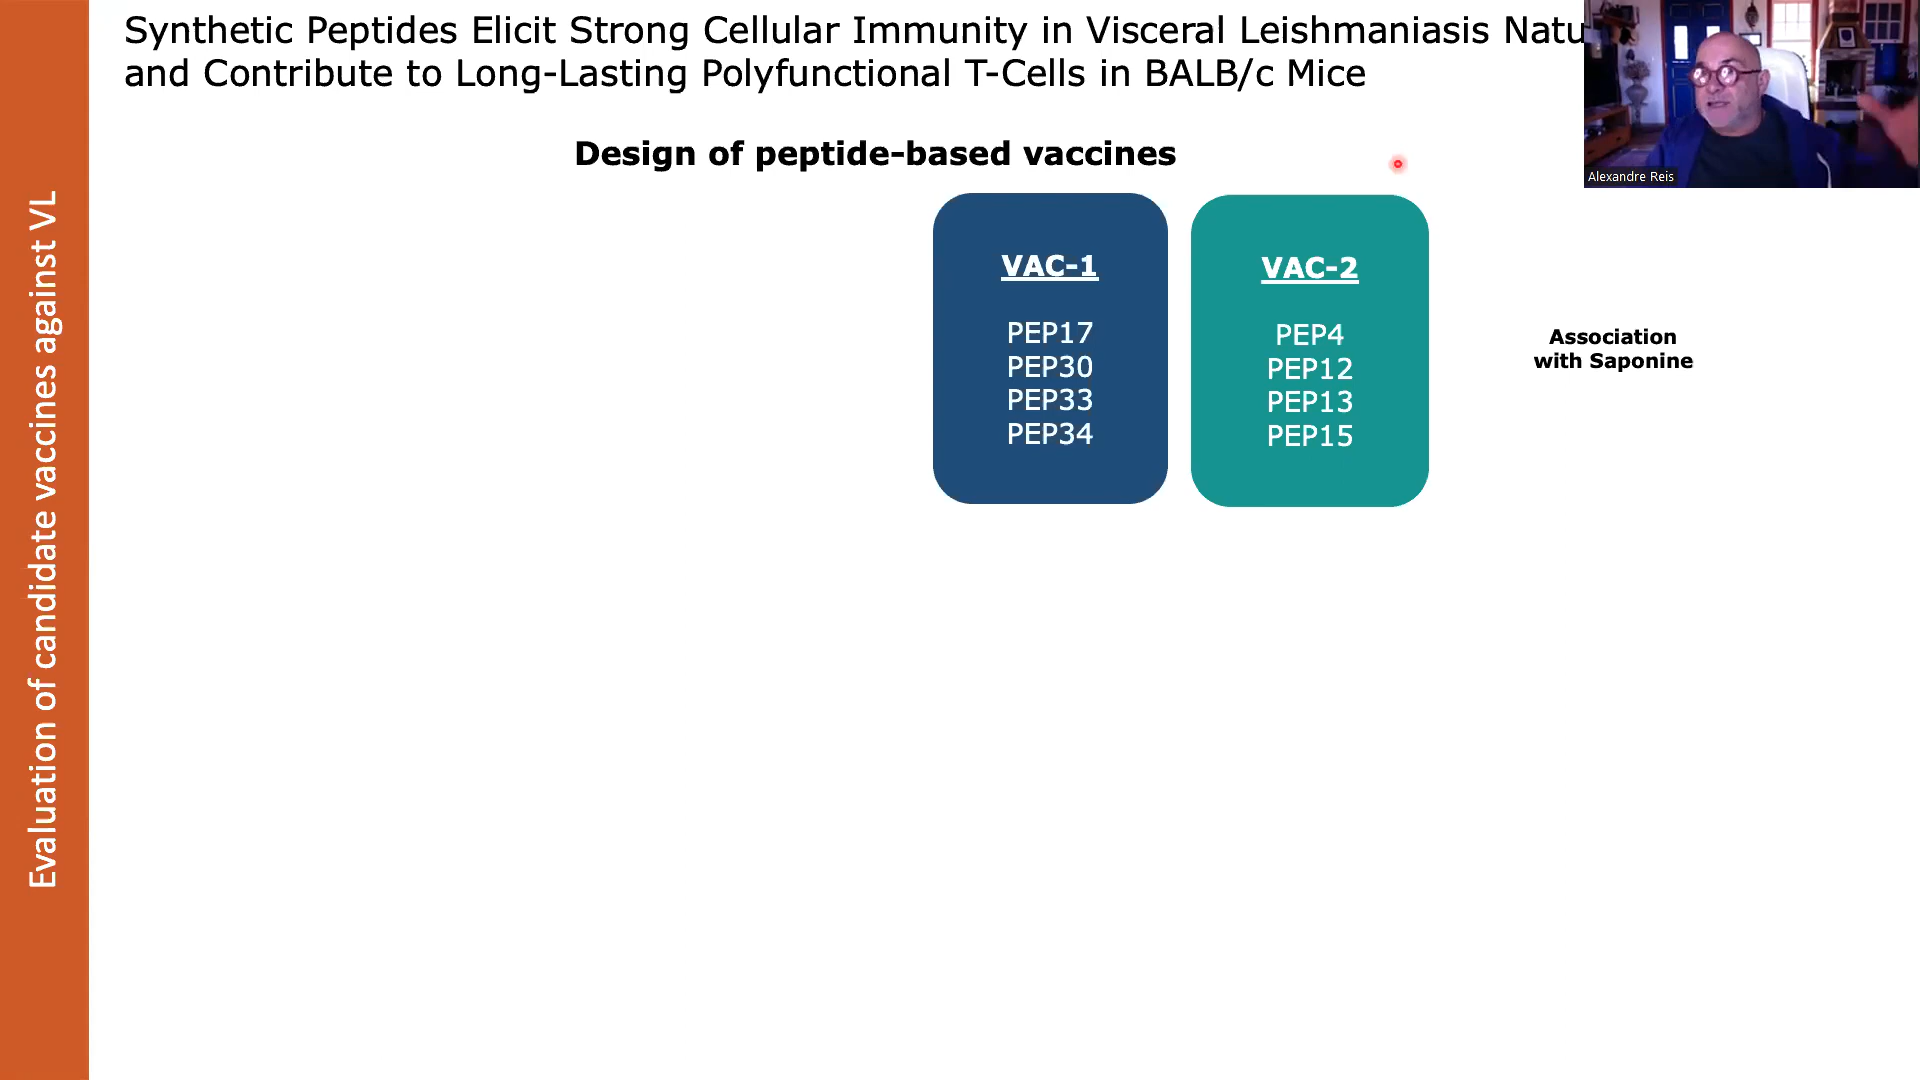 Synthetic Peptides Elicit Strong Cellular Immunity in Visceral Leishmaniasis
and Contribute to Long-Lasting Polyfunctional T-Cells in BALB/c Mice
Alexandre Reis
Design of peptide-based vaccines
VAC-1
PEP17
PEP30
PEP33
PEP34
VAC-2
PEP4
PEP12
PEP13
PEP15
Association
with Saponine
Evaluation of candidate vaccines against VL